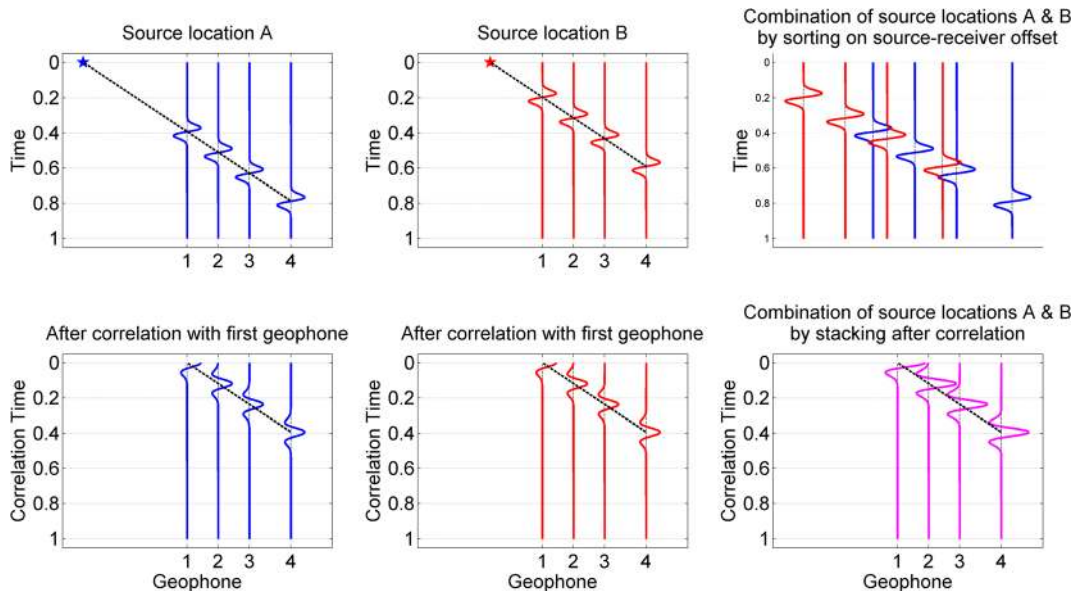 Source location A
Source location B
Combination of source locations A & B
by sorting on source-receiver offset
0
0.2
0.4
0.6
0.8
1
Time
1 2 3 4
0
0.2
0.4
0.6
0.8
1
Time
1 2 3 4
0
0.2
0.4
0.6
0.8
1
Time
After correlation with first geophone
After correlation with first geophone
Combination of source locations A & B
by stacking after correlation
0
0.2
0.4
0.6
0.8
1
Correlation Time
1 2 3 4
Geophone
0
0.2
0.4
0.6
0.8
1
Correlation Time
1 2 3 4
Geophone
0
0.2
0.4
0.6
0.8
1
Correlation Time
1 2 3 4
Geophone